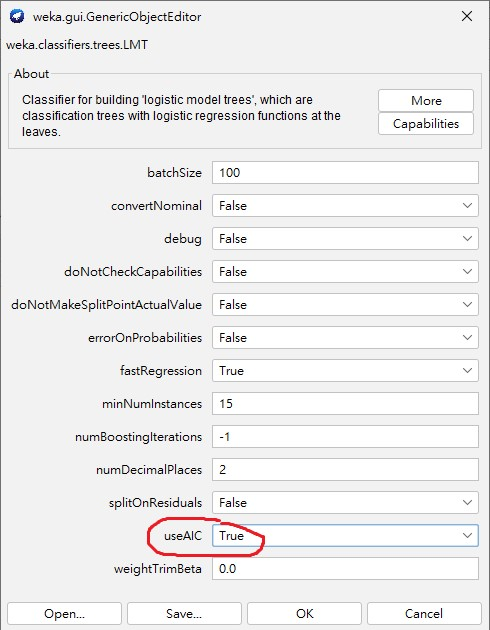 weka.gui.GenericObjectEditor
weka.classifiers.trees.LMT
About
Classifier for building 'logistic model trees', which are
classification trees with logistic regression functions at the
leaves.
More
Capabilities
batchSize 100
convertNominal False
debug False
doNotCheckCapabilities False
doNotMakeSplitPointActualValue False
errorOnProbabilities False
fastRegression True
minNumInstances 15
numBoostingIterations -1
numDecimalPlaces 2
splitOnResiduals False
useAIC True
weightTrimBeta 0.0
Open... Save... OK Cancel